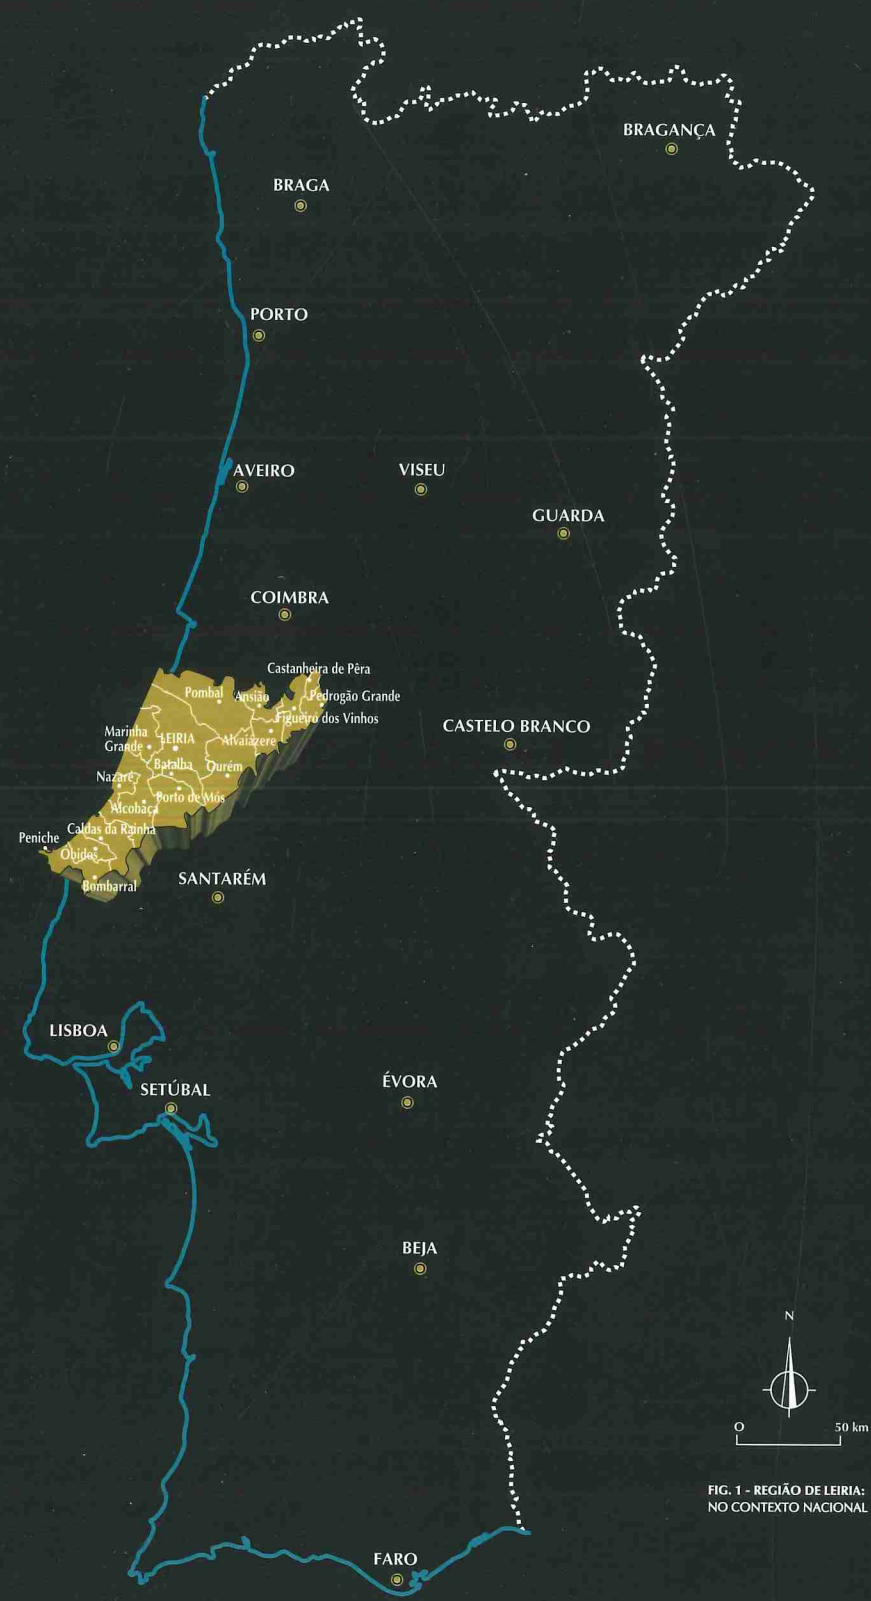 BRAGANÇA
BRAGA
PORTO
AVEIRO
VISEU
GUARDA
COIMBRA
Castanheira de Pêra
Pombal
Ansião
Pedrogão Grande
Figueiró dos Vinhos
Marinha
Grande
LEIRIA
Alvaiázere
CASTELO BRANCO
Batalha
Ourém
Nazaré
Porto de Mós
Alcobaça
Caldas da Rainha
Peniche
Óbidos
Bombarral
SANTARÉM
LISBOA
SETÚBAL
ÉVORA
BEJA
N
O
50 km
FIG. 1 - REGIÃO DE LEIRIA:
NO CONTEXTO NACIONAL
FARO